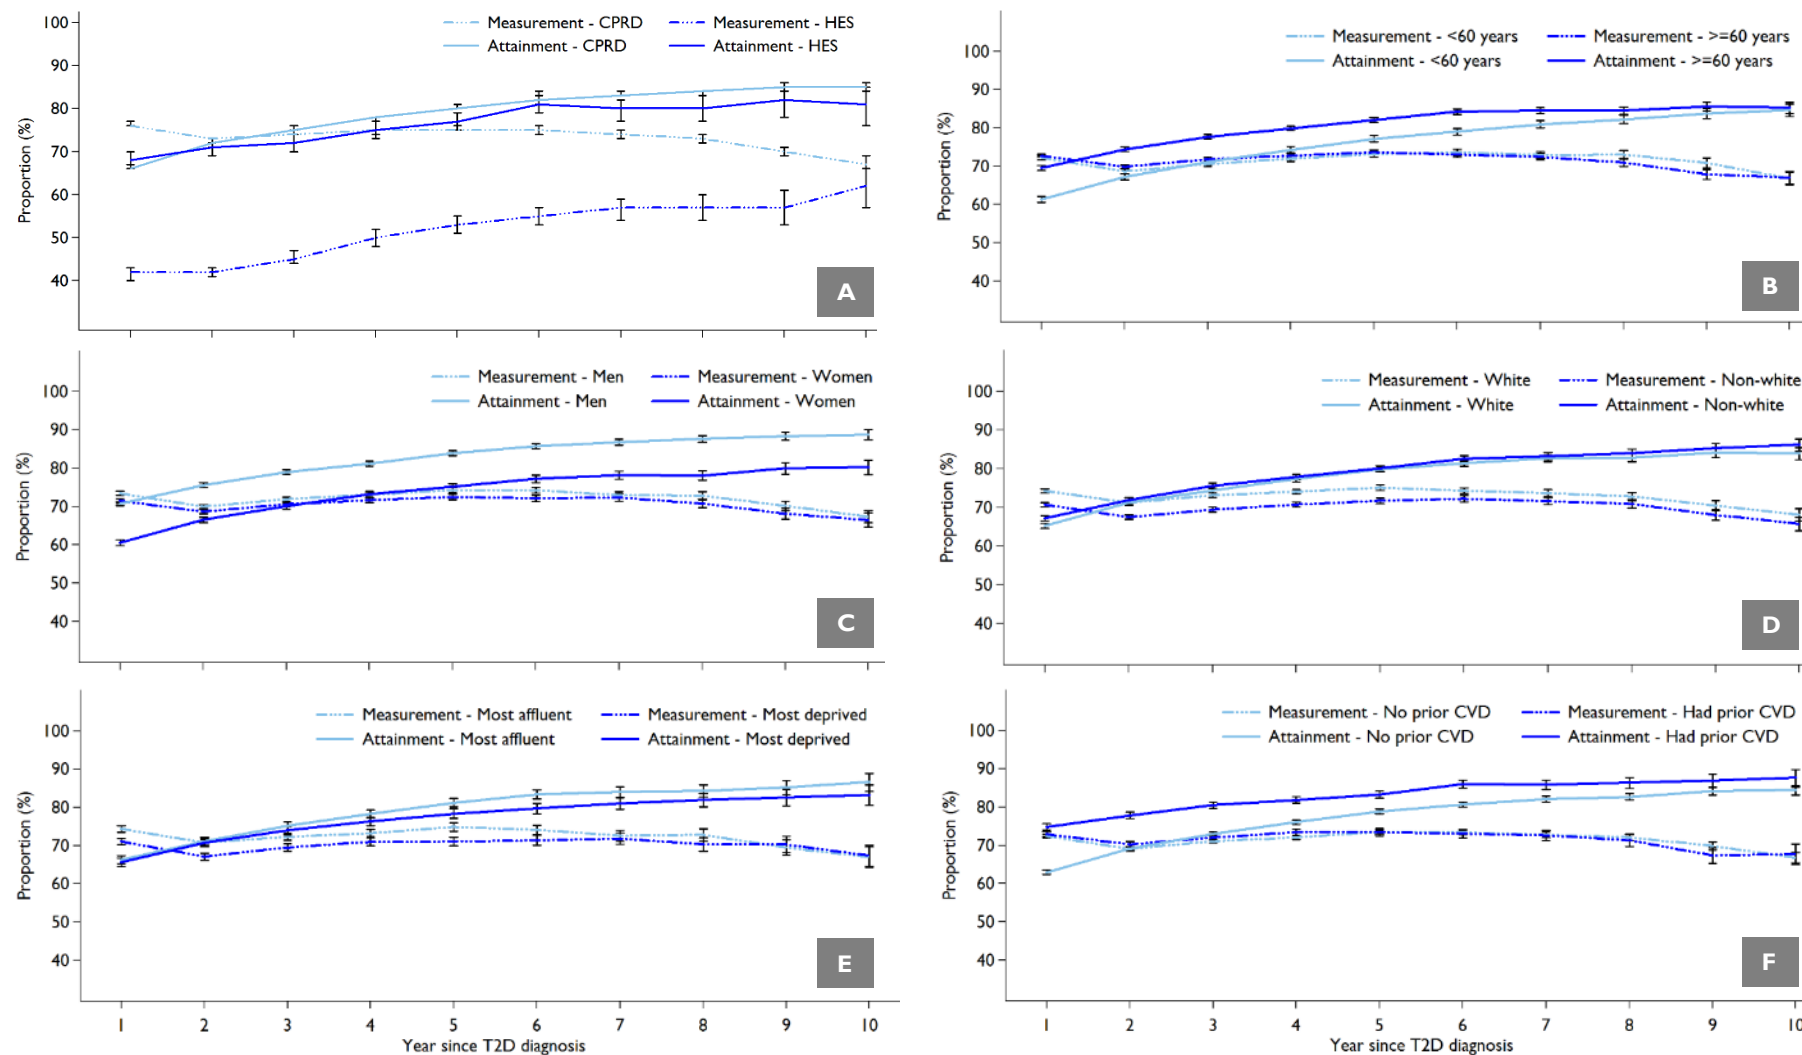 Measurement - CPRD Measurement - HES
Attainment - CPRD Attainment - HES
100
90
80
70
60
50
40
Proportion (%)
A
Measurement - <60 years Measurement - >=60 years
Attainment - <60 years Attainment - >=60 years
100
90
80
70
60
50
40
Proportion (%)
B
Measurement - Men Measurement - Women
Attainment - Men Attainment - Women
100
90
80
70
60
50
40
Proportion (%)
C
Measurement - White Measurement - Non-white
Attainment - White Attainment - Non-white
100
90
80
70
60
50
40
Proportion (%)
D
Measurement - Most affluent Measurement - Most deprived
Attainment - Most affluent Attainment - Most deprived
100
90
80
70
60
50
40
Proportion (%)
E
1 2 3 4 5 6 7 8 9 10
Year since T2D diagnosis
Measurement - No prior CVD Measurement - Had prior CVD
Attainment - No prior CVD Attainment - Had prior CVD
100
90
80
70
60
50
40
Proportion (%)
F
1 2 3 4 5 6 7 8 9 10
Year since T2D diagnosis